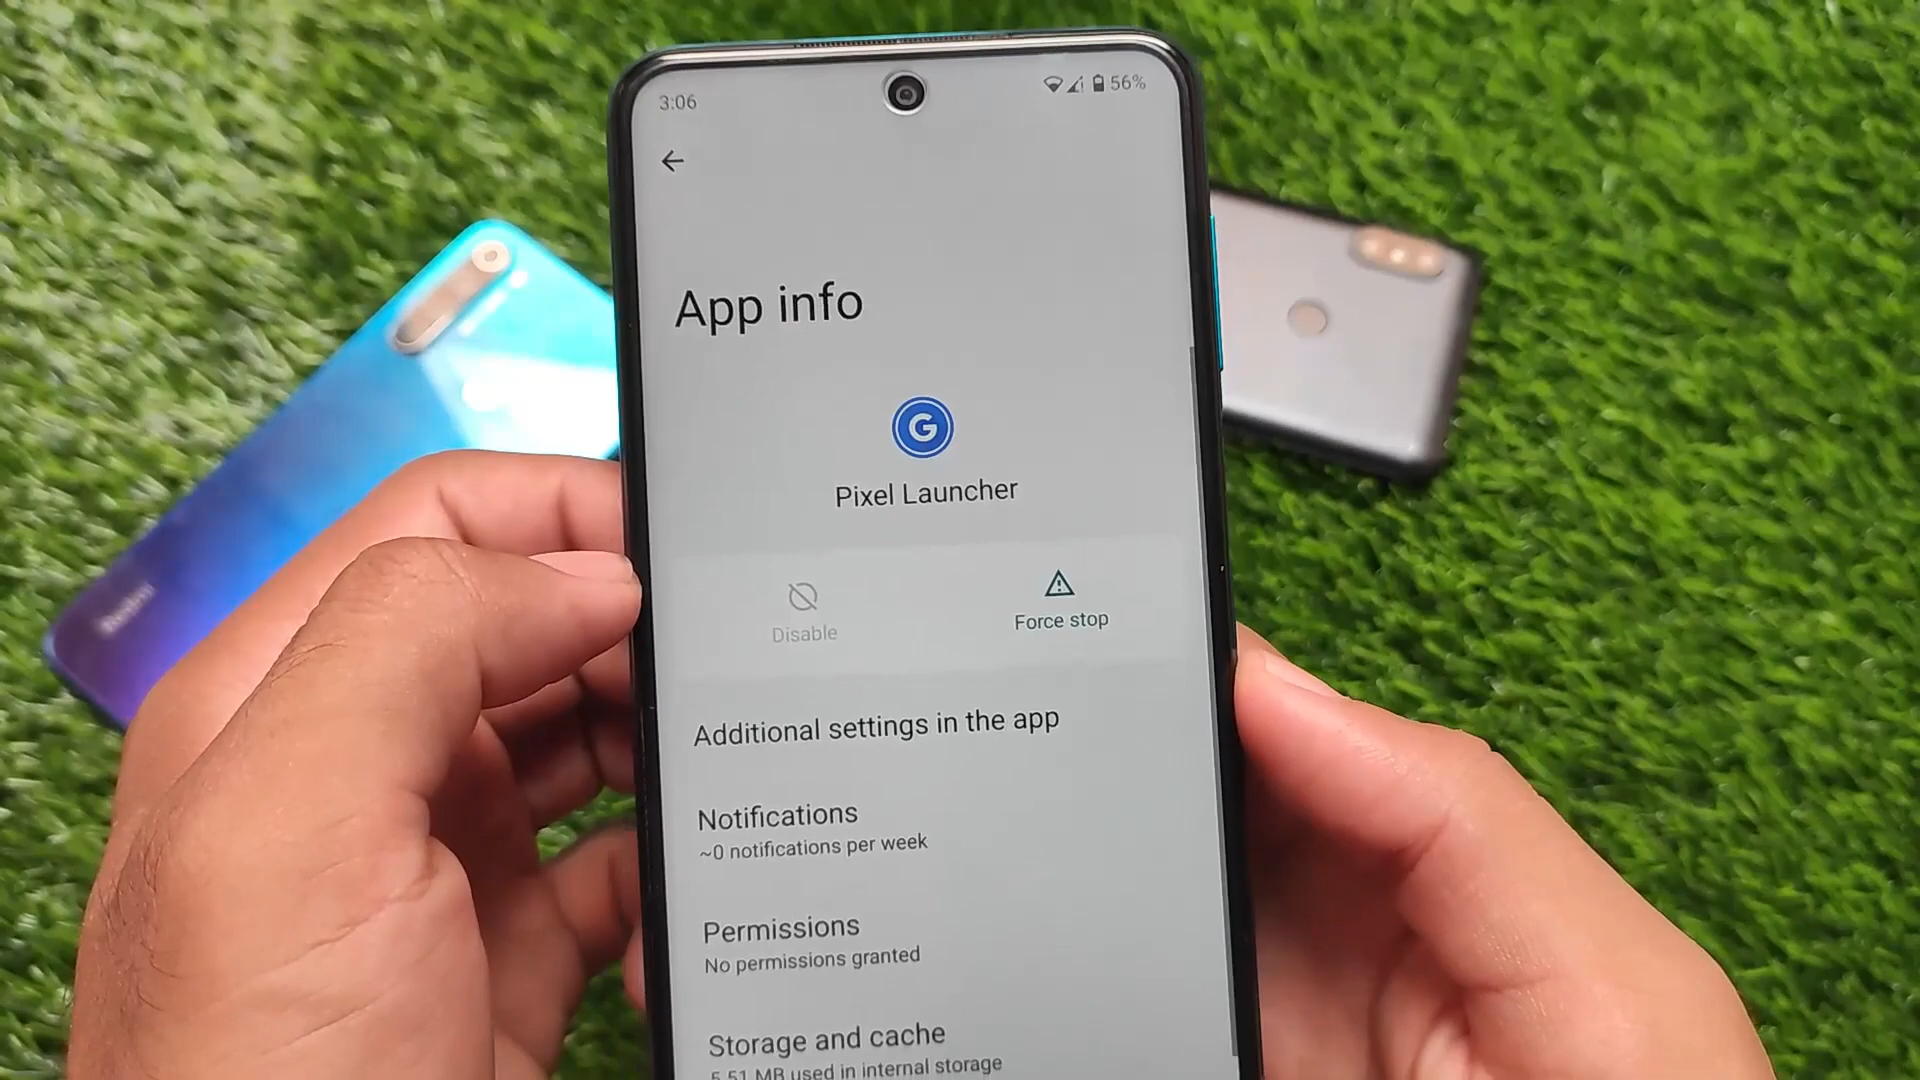 3:06
56%
App info
G
Pixel Launcher
Disable
Force stop
Additional settings in the app
Notifications
~0 notifications per week
Permissions
No permissions granted
Storage and cache
5.51 MB used in internal storage
Redmi